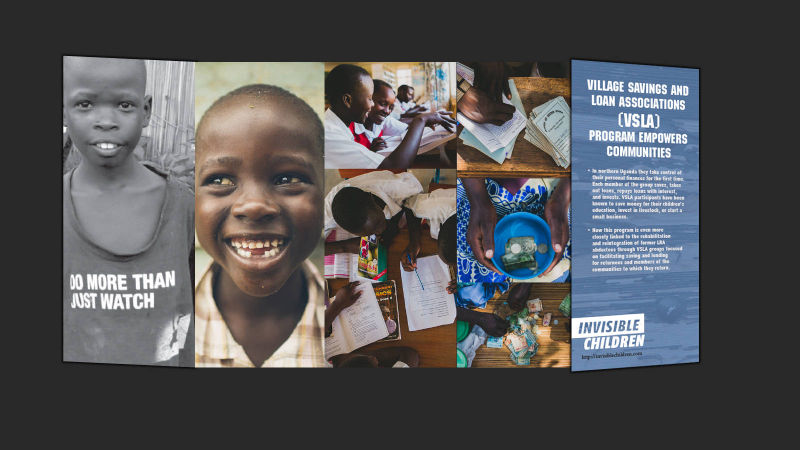 DO MORE THAN
JUST WATCH
VILLAGE SAVINGS AND
LOAN ASSOCIATIONS
(VSLA)
PROGRAM EMPOWERS
COMMUNITIES
• In northern Uganda they take control of
their personal finances for the first time.
Each member of the group saves, takes
out loans, repays loans with interest,
and invests. VSLA participants have been
known to save money for their children's
education, invest in livestock, or start a
small business.
• Now this program is even more
closely linked to the rehabilitation
and reintegration of former LRA
abductees through VSLA groups focused
on facilitating saving and lending
for returnees and members of the
communities to which they return.
INVISIBLE
CHILDREN
http://invisiblechildren.com